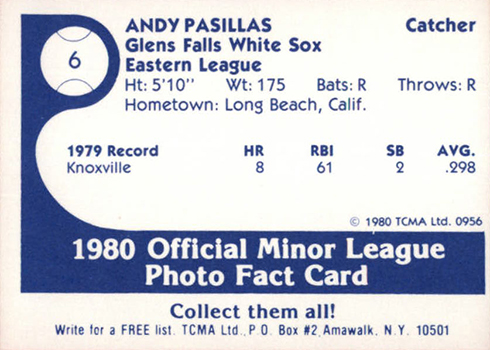 6
ANDY PASILLAS Catcher
Glens Falls White Sox
Eastern League
Ht: 5'10" Wt: 175 Bats: R Throws: R
Hometown: Long Beach, Calif.
1979 Record HR RBI SB AVG.
Knoxville 8 61 2 .298
© 1980 TCMA Ltd. 0956
1980 Official Minor League
Photo Fact Card
Collect them all!
Write for a FREE list. TCMA Ltd., P.O. Box #2, Amawalk, N.Y. 10501